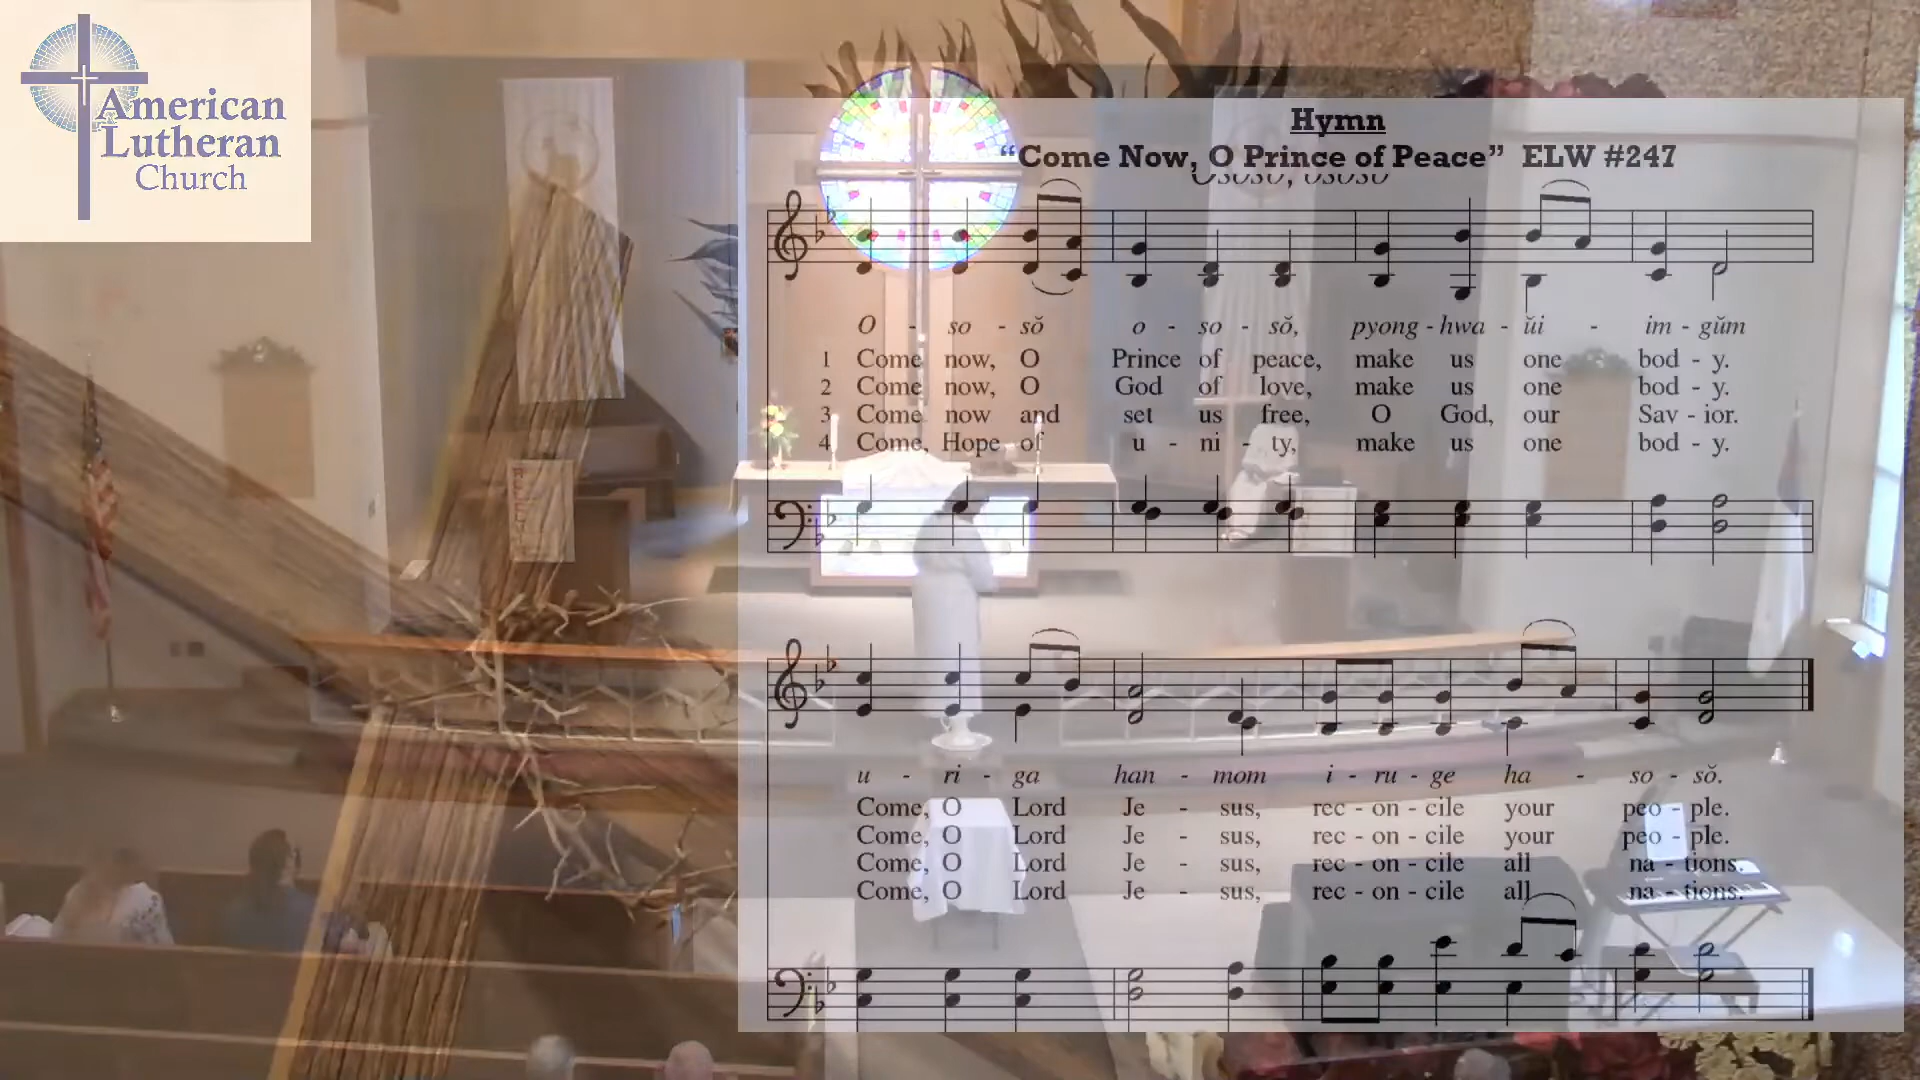 American
Lutheran
Church
Hymn
“Come Now, O Prince of Peace” ELW #247
Ososŏ, ososŏ
O - so - sŏ o - so - sŏ, pyong - hwa - ŭi - im - gŭm
1 Come now, O Prince of peace, make us one bod - y.
2 Come now, O God of love, make us one bod - y.
3 Come now and set us free, O God, our Sav - ior.
4 Come, Hope of u - ni - ty, make us one bod - y.
u - ri - ga han - mom i - ru - ge ha - so - sŏ.
Come, O Lord Je - sus, rec - on - cile your peo - ple.
Come, O Lord Je - sus, rec - on - cile your peo - ple.
Come, O Lord Je - sus, rec - on - cile all na - tions.
Come, O Lord Je - sus, rec - on - cile all na - tions.